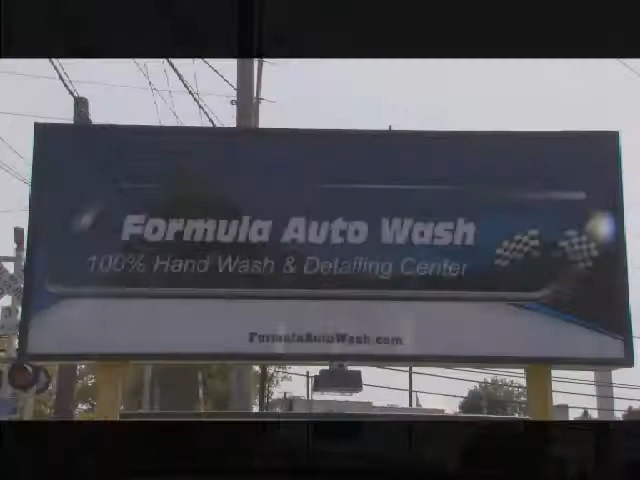 Formula Auto Wash
100% Hand Wash & Detailing Center
FormulaAutoWash.com